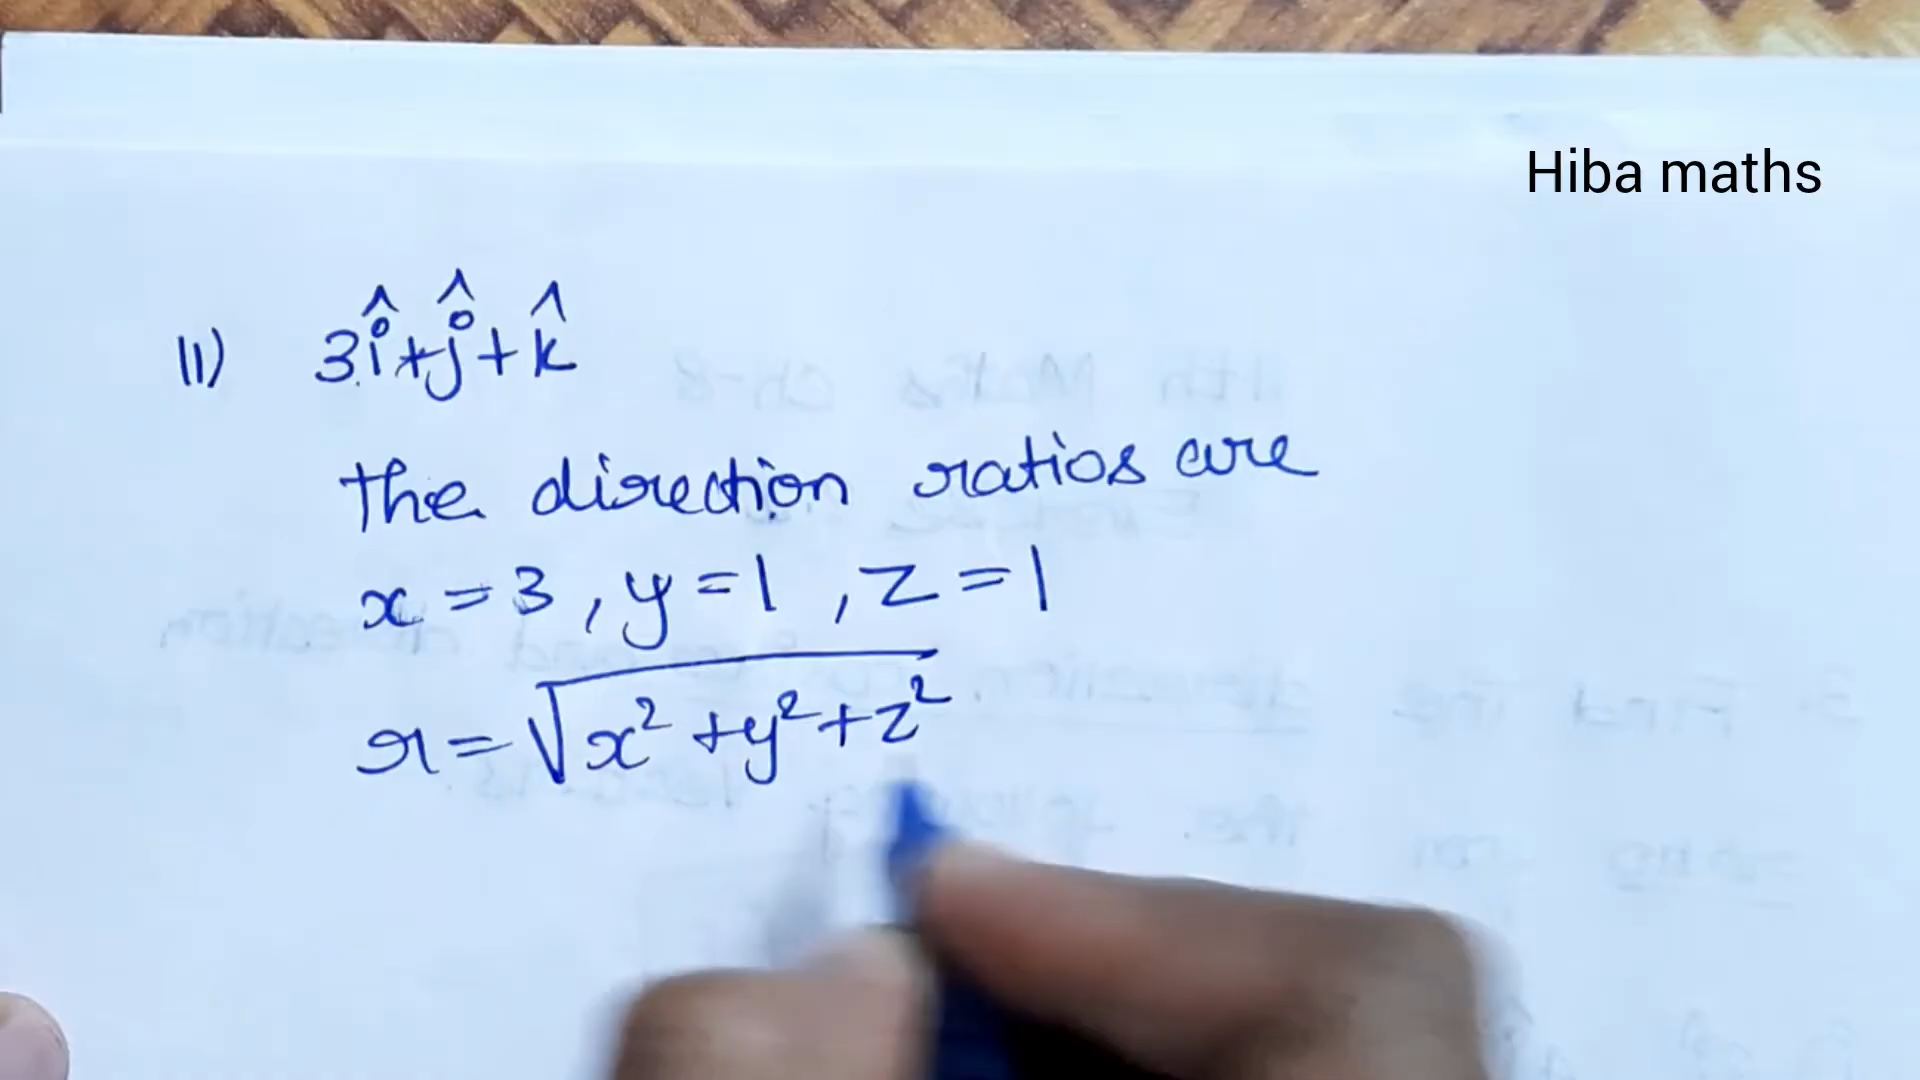 Hiba maths
II) 3î+ĵ+k̂
The direction ratios are
x = 3, y = 1, z = 1
r = √x² + y² + z²